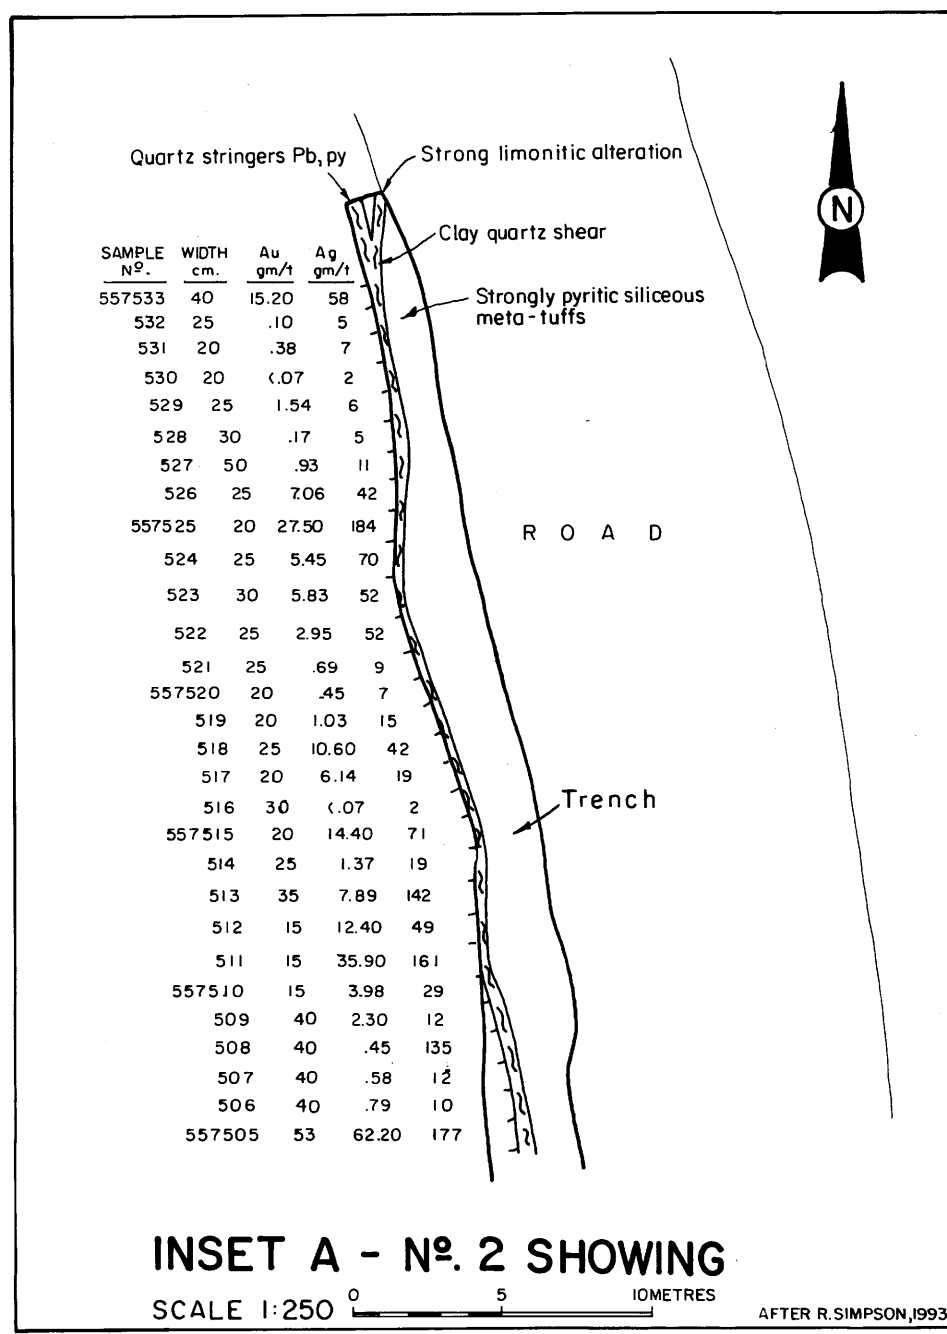 Quartz stringers Pb, py
Strong limonitic alteration
N
Clay quartz shear
Strongly pyritic siliceous
meta-tuffs
SAMPLE WIDTH Au Ag
Nº. cm. gm/t gm/t
557533 40 15.20 58
532 25 .10 5
531 20 .38 7
530 20 <.07 2
529 25 1.54 6
528 30 .17 5
527 50 .93 11
526 25 7.06 42
557525 20 27.50 184
524 25 5.45 70
523 30 5.83 52
522 25 2.95 52
521 25 .69 9
557520 20 .45 7
519 20 1.03 15
518 25 10.60 42
517 20 6.14 19
516 30 <.07 2
557515 20 14.40 71
514 25 1.37 19
513 35 7.89 142
512 15 12.40 49
511 15 35.90 161
557510 15 3.98 29
509 40 2.30 12
508 40 .45 135
507 40 .58 12
506 40 .79 10
557505 53 62.20 177
ROAD
Trench
INSET A - Nº. 2 SHOWING
SCALE 1:250
0 5 10METRES
AFTER R. SIMPSON, 1993